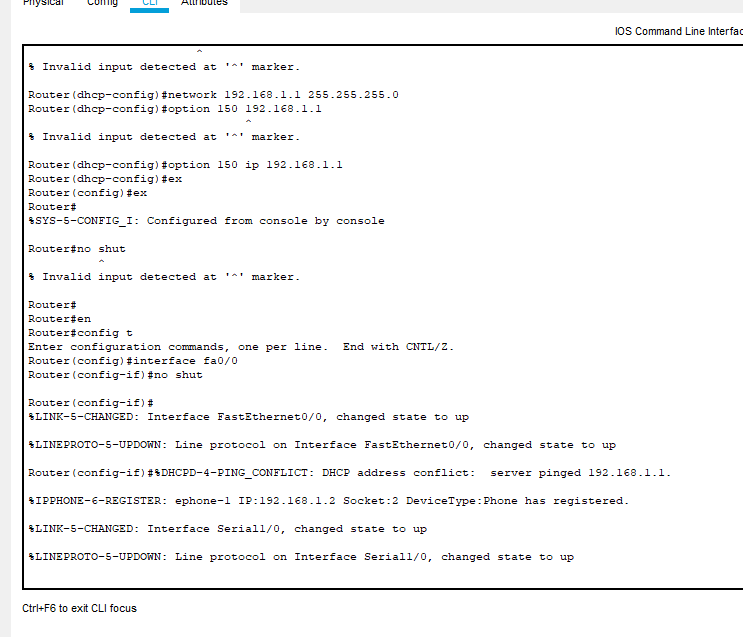 Physical Config CLI Attributes
IOS Command Line Interfac
^
% Invalid input detected at '^' marker.
Router(dhcp-config)#network 192.168.1.1 255.255.255.0
Router(dhcp-config)#option 150 192.168.1.1
^
% Invalid input detected at '^' marker.
Router(dhcp-config)#option 150 ip 192.168.1.1
Router(dhcp-config)#ex
Router(config)#ex
Router#
%SYS-5-CONFIG_I: Configured from console by console
Router#no shut
^
% Invalid input detected at '^' marker.
Router#
Router#en
Router#config t
Enter configuration commands, one per line.  End with CNTL/Z.
Router(config)#interface fa0/0
Router(config-if)#no shut
Router(config-if)#
%LINK-5-CHANGED: Interface FastEthernet0/0, changed state to up
%LINEPROTO-5-UPDOWN: Line protocol on Interface FastEthernet0/0, changed state to up
Router(config-if)#%DHCPD-4-PING_CONFLICT: DHCP address conflict:  server pinged 192.168.1.1.
%IPPHONE-6-REGISTER: ephone-1 IP:192.168.1.2 Socket:2 DeviceType:Phone has registered.
%LINK-5-CHANGED: Interface Serial1/0, changed state to up
%LINEPROTO-5-UPDOWN: Line protocol on Interface Serial1/0, changed state to up
Ctrl+F6 to exit CLI focus